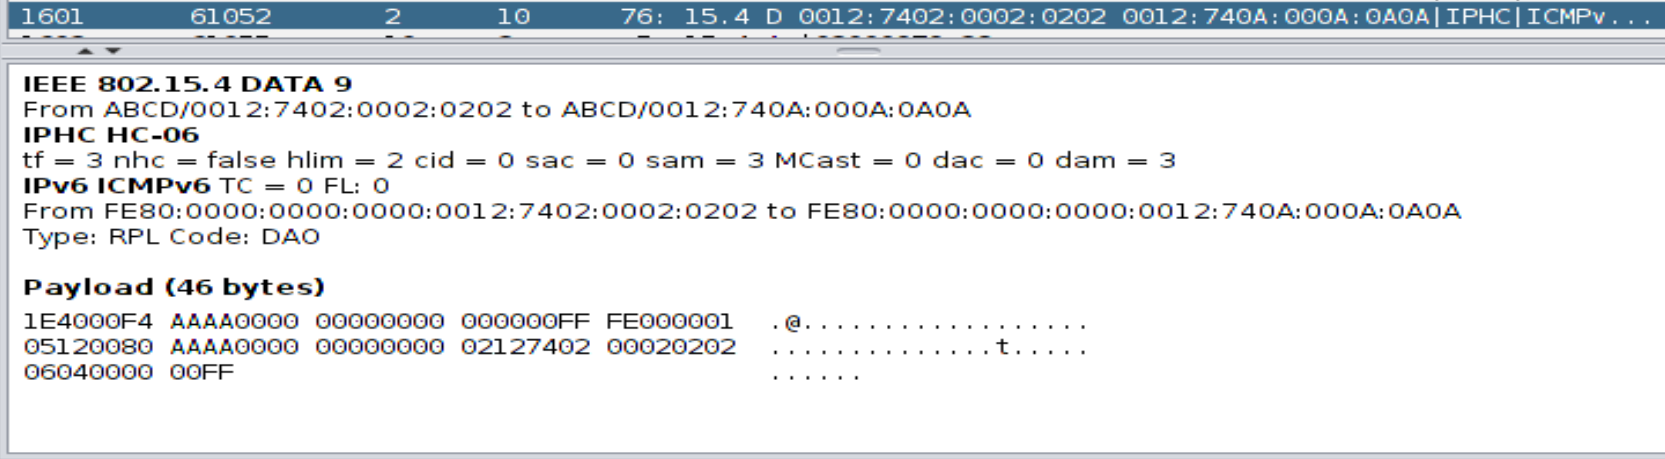 1601 61052 2 10 76: 15.4 D 0012:7402:0002:0202 0012:740A:000A:0A0A|IPHC|ICMPv...
IEEE 802.15.4 DATA 9
From ABCD/0012:7402:0002:0202 to ABCD/0012:740A:000A:0A0A
IPHC HC-06
tf = 3 nhc = false hlim = 2 cid = 0 sac = 0 sam = 3 MCast = 0 dac = 0 dam = 3
IPv6 ICMPv6 TC = 0 FL: 0
From FE80:0000:0000:0000:0012:7402:0002:0202 to FE80:0000:0000:0000:0012:740A:000A:0A0A
Type: RPL Code: DAO
Payload (46 bytes)
1E4000F4 AAAA0000 00000000 000000FF FE000001 .@..................
05120080 AAAA0000 00000000 02127402 00020202 ..............t.....
06040000 00FF ......